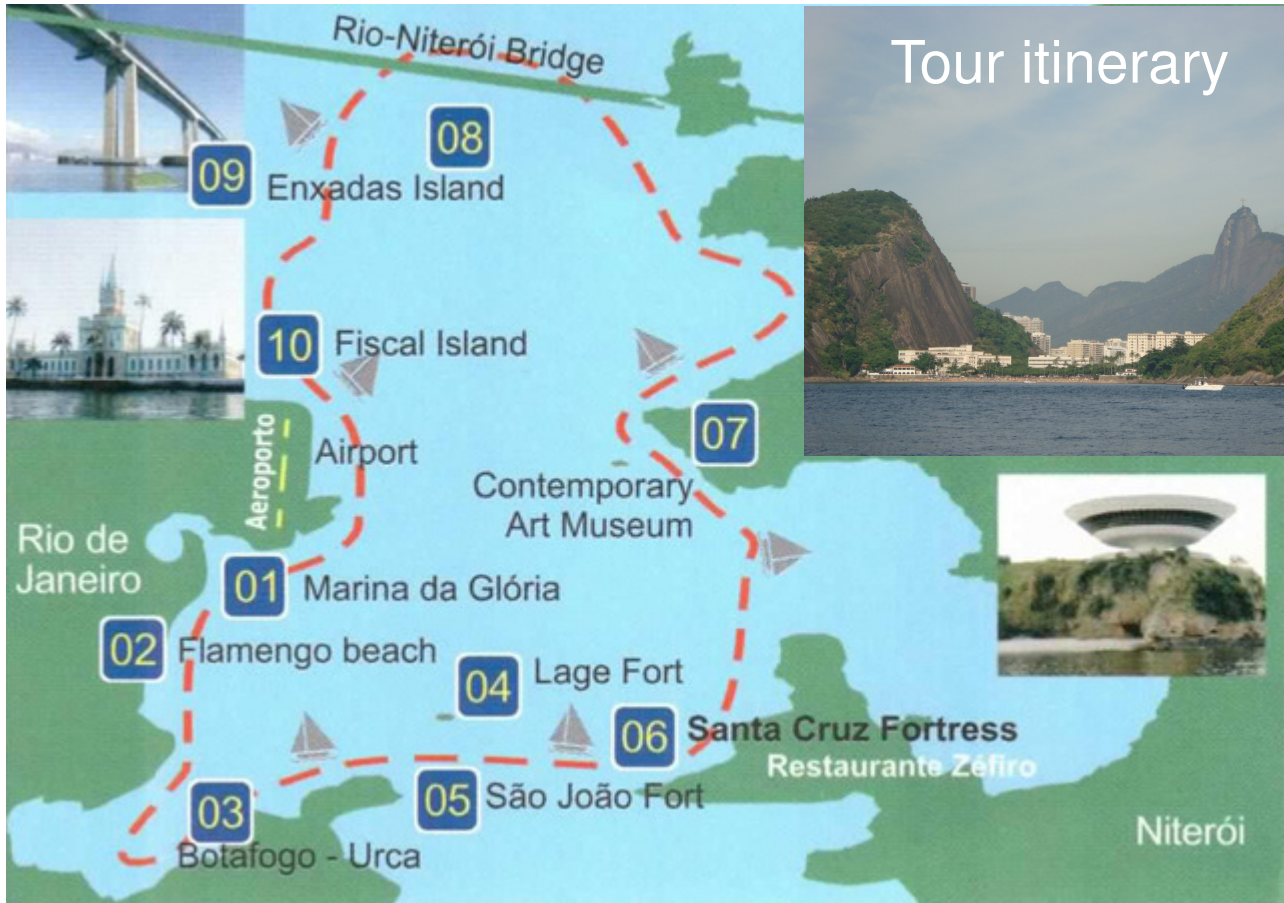 Rio-Niterói Bridge
Tour itinerary
08
09
Enxadas Island
10
Fiscal Island
Aeroporto
Airport
07
Contemporary
Art Museum
Rio de
Janeiro
01
Marina da Glória
02
Flamengo beach
04
Lage Fort
06
Santa Cruz Fortress
Restaurante Zéfiro
03
05
São João Fort
Botafogo - Urca
Niterói